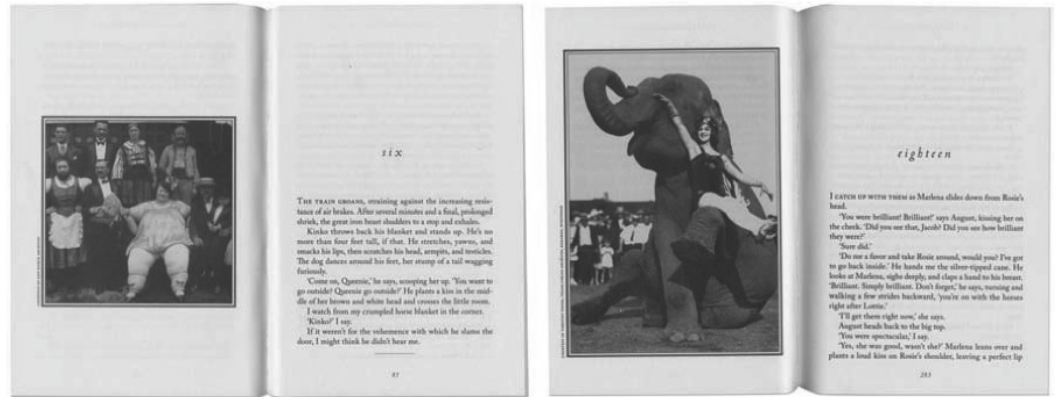 six
THE TRAIN GROANS, straining against the increasing resis-
tance of air brakes. After several minutes and a final, prolonged
shriek, the great iron beast shudders to a stop and exhales.
Kinko throws back his blanket and stands up. He's no
more than four feet tall, if that. He stretches, yawns, and
smacks his lips, then scratches his head, armpits, and testicles.
The dog dances around his feet, her stump of a tail wagging
furiously.
'Come on, Queenie,' he says, scooping her up. 'You want to
go outside? Queenie go outside?' He plants a kiss in the mid-
dle of her brown and white head and crosses the little room.
I watch from my crumpled horse blanket in the corner.
'Kinko?' I say.
If it weren't for the vehemence with which he slams the
door, I might think he didn't hear me.
87
eighteen
I CATCH UP WITH THEM as Marlena slides down from Rosie's
head.
'You were brilliant! Brilliant!' says August, kissing her on
the cheek. 'Did you see that, Jacob? Did you see how brilliant
they were?'
'Sure did.'
'Do me a favor and take Rosie around, would you? I've got
to go back inside.' He hands me the silver-tipped cane. He
looks at Marlena, sighs deeply, and claps a hand to his breast.
'Brilliant. Simply brilliant. Don't forget,' he says, turning and
walking a few strides backward, 'you're on with the horses
right after Lottie.'
'I'll get them right now,' she says.
August heads back to the big top.
'You were spectacular,' I say.
'Yes, she was good, wasn't she?' Marlena leans over and
plants a loud kiss on Rosie's shoulder, leaving a perfect lip
283